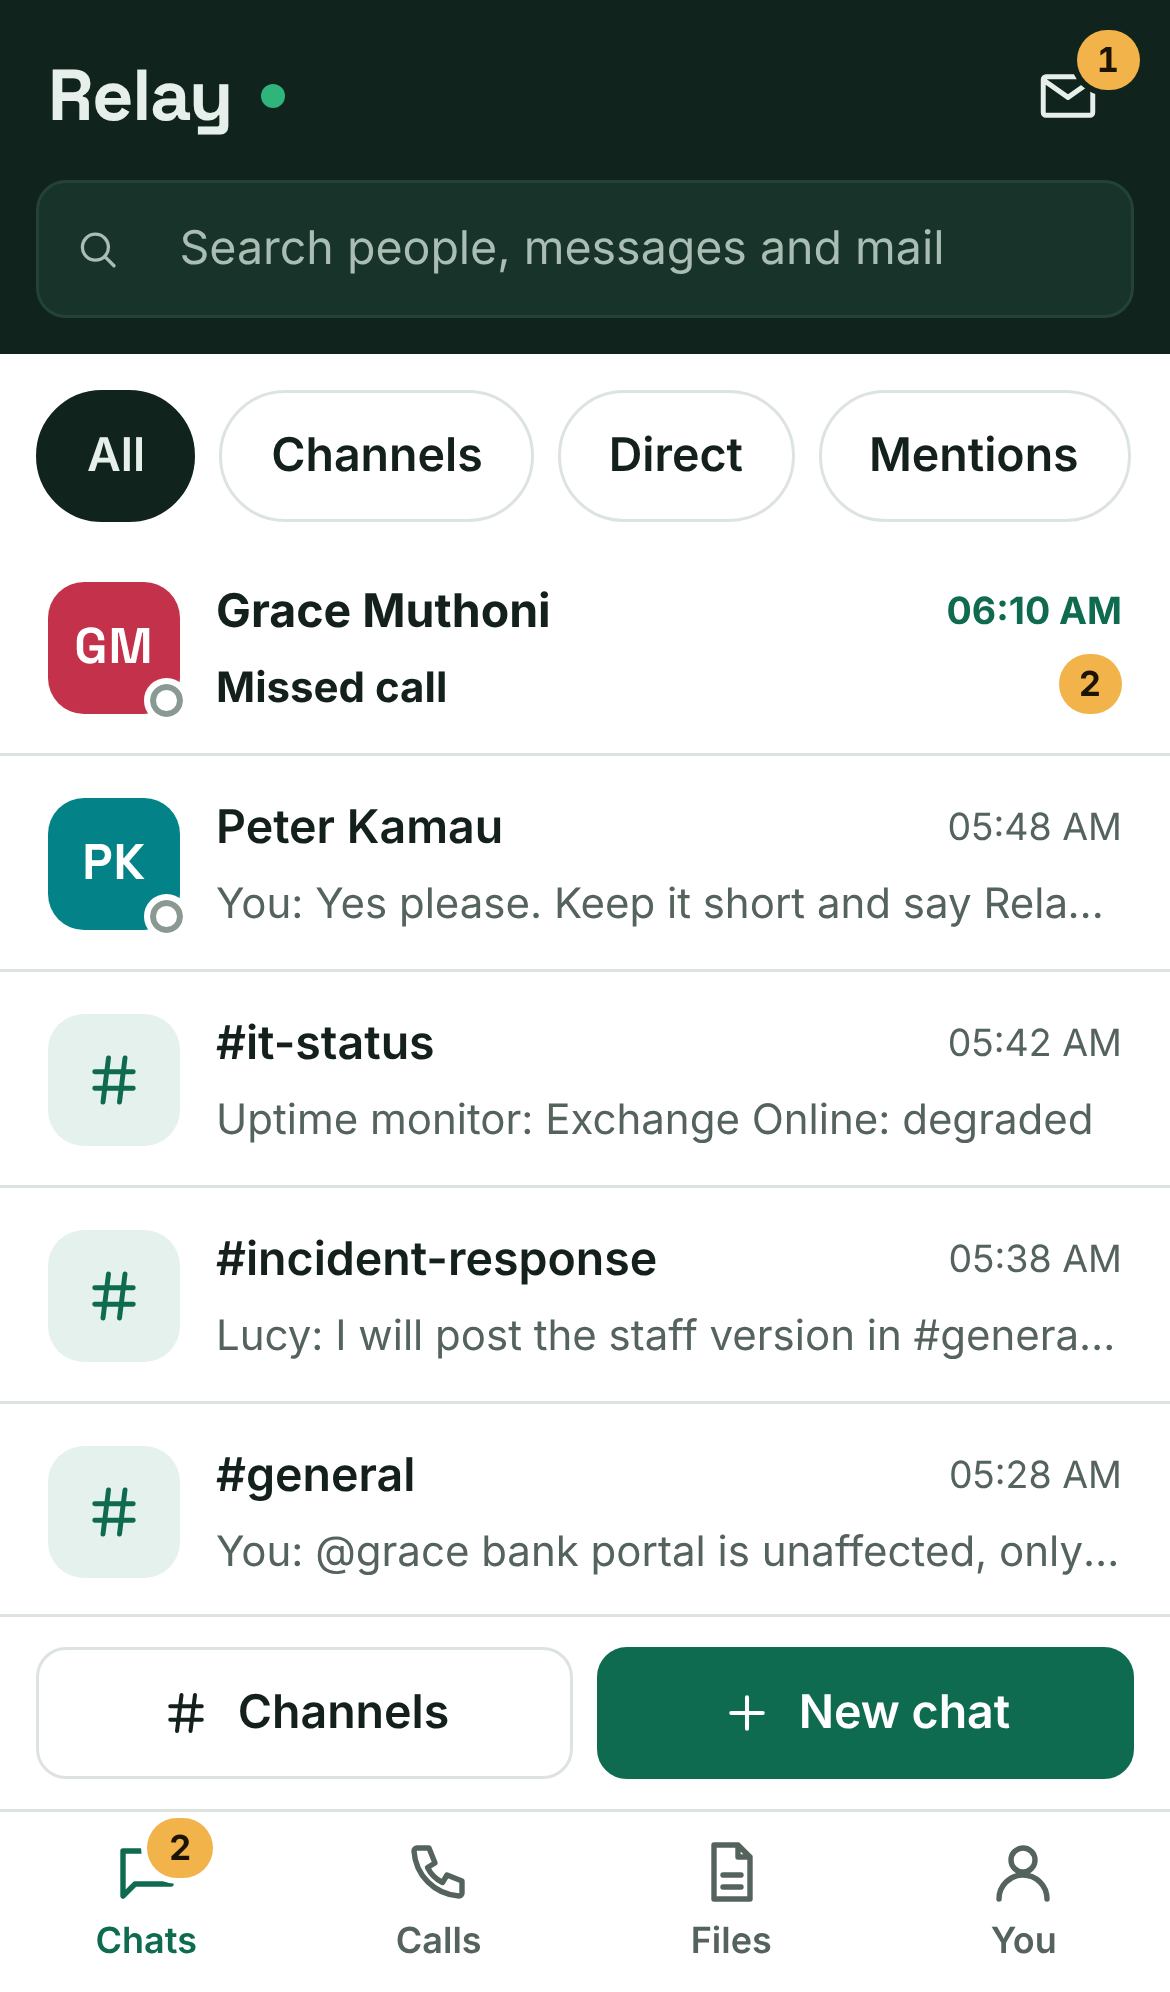 Relay
1
Search people, messages and mail
All
Channels
Direct
Mentions
GM
Grace Muthoni
06:10 AM
Missed call
2
PK
Peter Kamau
05:48 AM
You: Yes please. Keep it short and say Rela...
#
#it-status
05:42 AM
Uptime monitor: Exchange Online: degraded
#
#incident-response
05:38 AM
Lucy: I will post the staff version in #genera...
#
#general
05:28 AM
You: @grace bank portal is unaffected, only...
# Channels
+ New chat
2
Chats
Calls
Files
You